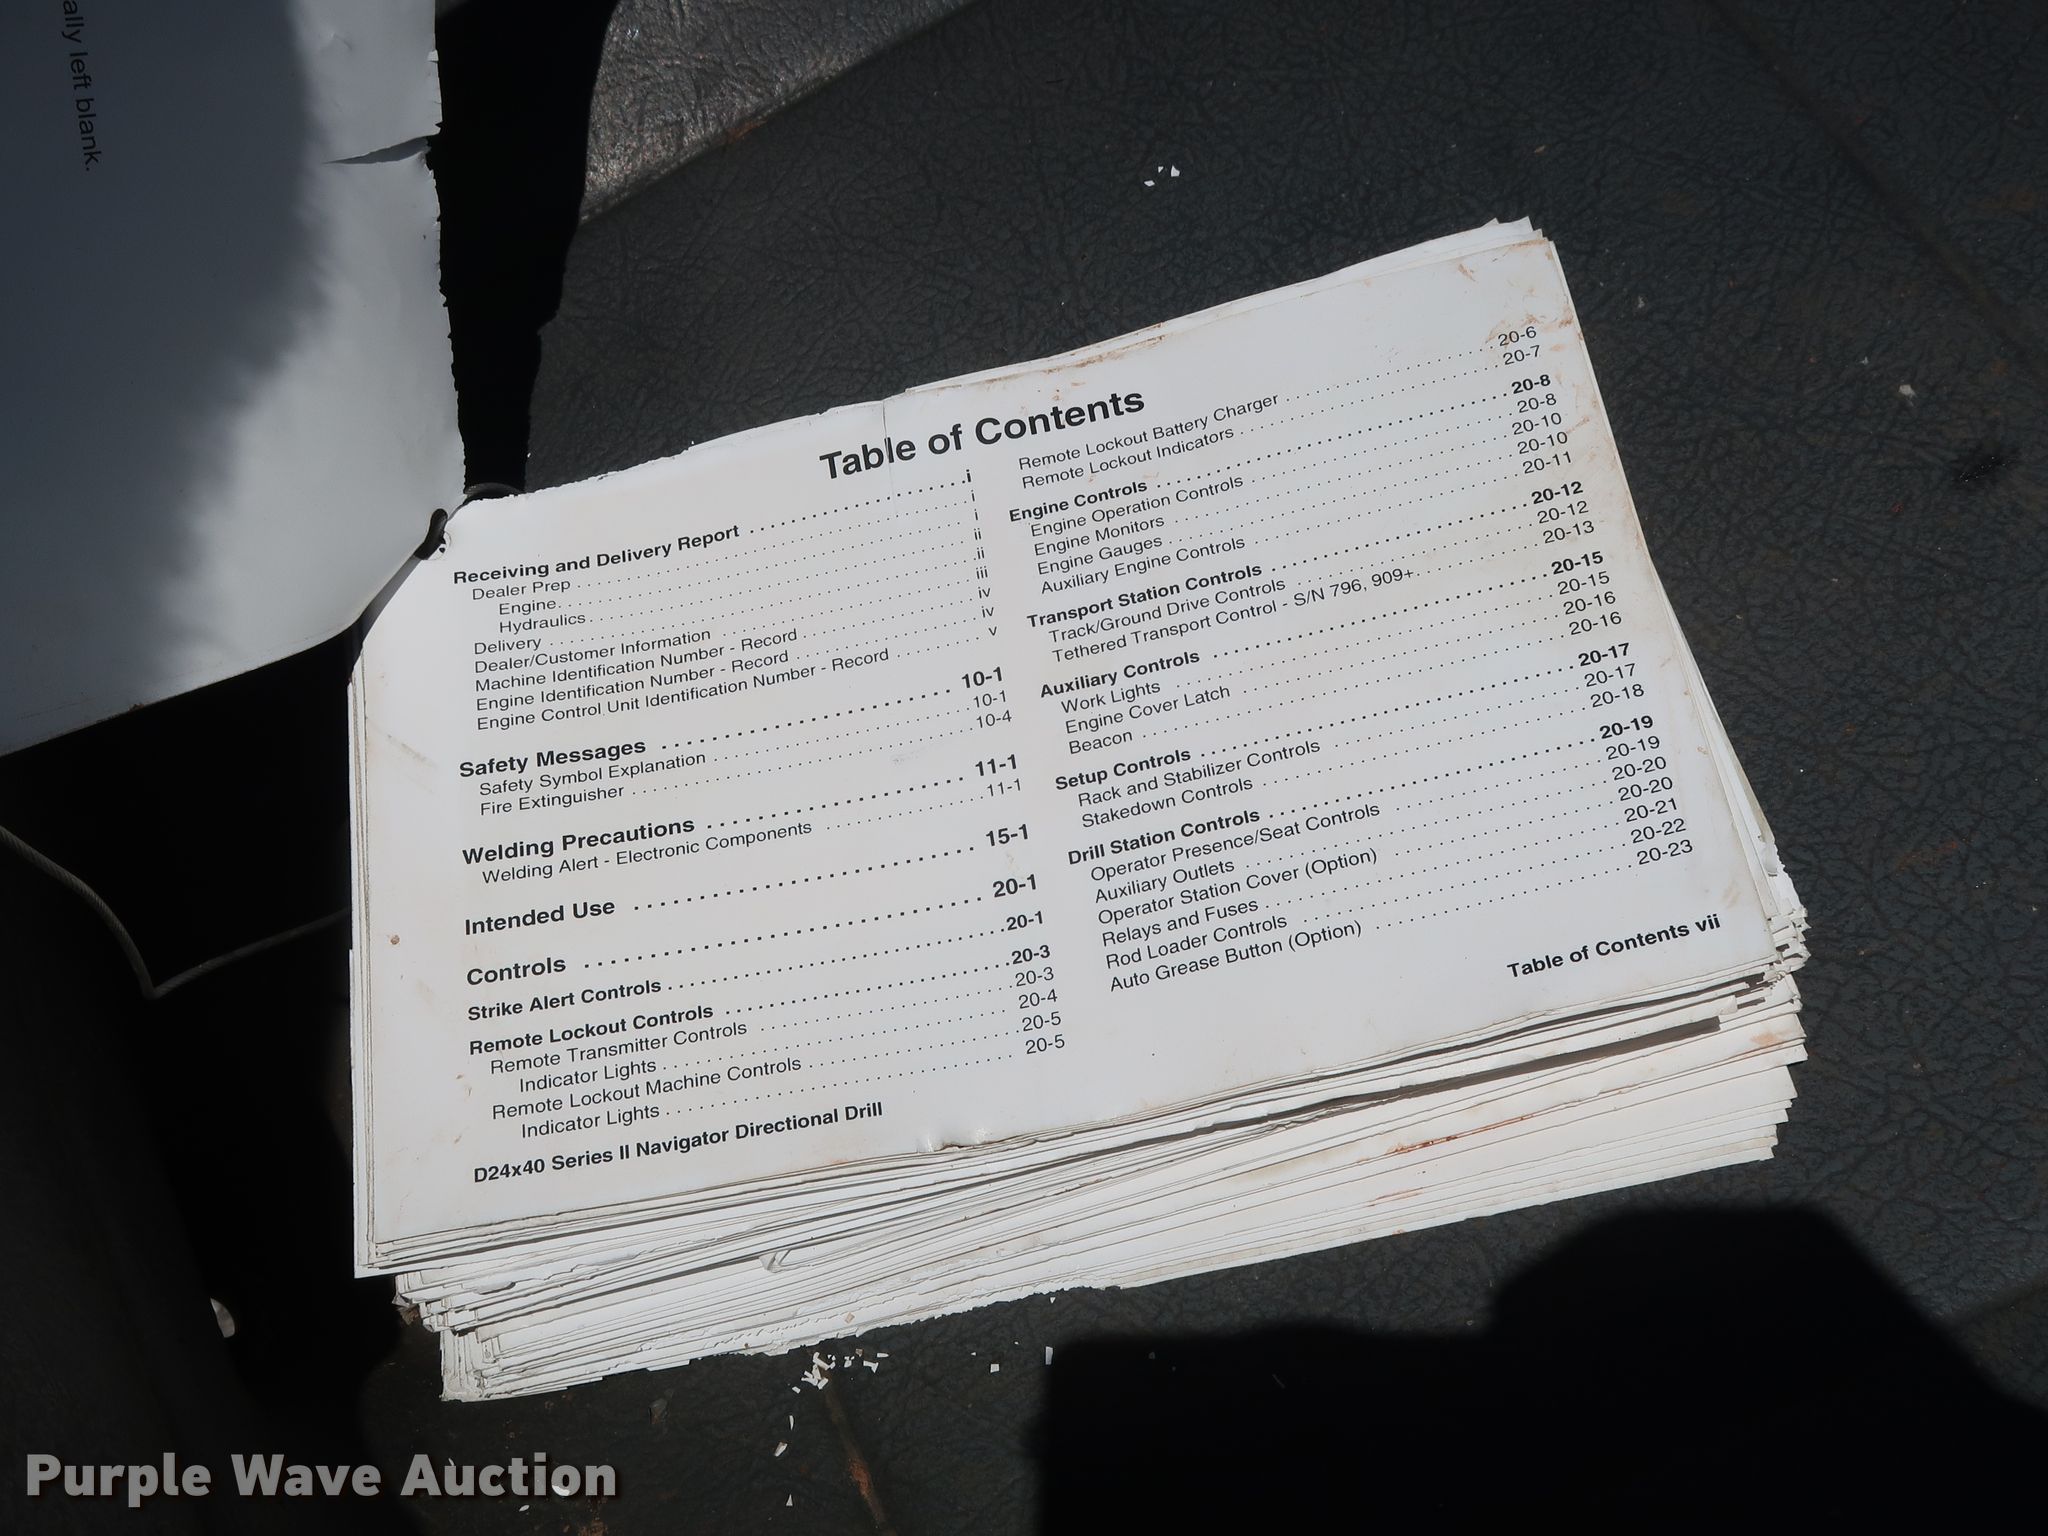 ally left blank.
Table of Contents
Receiving and Delivery Report . . . . . . . . . . . . . . . . . . . . i
Dealer Prep . . . . . . . . . . . . . . . . . . . . i
Engine. . . . . . . . . . . . . . . . . . . . i
Hydraulics . . . . . . . . . . . . . . . . . . . . ii
Delivery . . . . . . . . . . . . . . . . . . . . ii
Dealer/Customer Information . . . . . . . . . . . . . . . . . . . . iii
Machine Identification Number - Record . . . . . . . . . . . . . . . . . . . . iv
Engine Identification Number - Record . . . . . . . . . . . . . . . . . . . . iv
Engine Control Unit Identification Number - Record . . . . . . . . . v
Safety Messages . . . . . . . . . . . . . . . . . . . . 10-1
Safety Symbol Explanation . . . . . . . . . . . . . . . . . . . . 10-1
Fire Extinguisher . . . . . . . . . . . . . . . . . . . . 10-4
Welding Precautions . . . . . . . . . . . . . . . . . . . . 11-1
Welding Alert - Electronic Components . . . . . . . . . . . . . . . 11-1
Intended Use . . . . . . . . . . . . . . . . . . . . 15-1
Controls . . . . . . . . . . . . . . . . . . . . 20-1
Strike Alert Controls . . . . . . . . . . . . . . . . . . . . 20-1
Remote Lockout Controls . . . . . . . . . . . . . . . . . . . . 20-3
Remote Transmitter Controls . . . . . . . . . . . . . . . . . . . . 20-3
Indicator Lights . . . . . . . . . . . . . . . . . . . . 20-4
Remote Lockout Machine Controls . . . . . . . . . . . . . . . . . . . . 20-5
Indicator Lights . . . . . . . . . . . . . . . . . . . . 20-5
Remote Lockout Battery Charger . . . . . . . . . . . . . . . . . . . . 20-6
Remote Lockout Indicators . . . . . . . . . . . . . . . . . . . . 20-7
Engine Controls . . . . . . . . . . . . . . . . . . . . 20-8
Engine Operation Controls . . . . . . . . . . . . . . . . . . . . 20-8
Engine Monitors . . . . . . . . . . . . . . . . . . . . 20-10
Engine Gauges . . . . . . . . . . . . . . . . . . . . 20-10
Auxiliary Engine Controls . . . . . . . . . . . . . . . . . . . . 20-11
Transport Station Controls . . . . . . . . . . . . . . . . . . . . 20-12
Track/Ground Drive Controls . . . . . . . . . . . . . . . . . . . . 20-12
Tethered Transport Control - S/N 796, 909+. . . . . . . . . . . . . 20-13
Auxiliary Controls . . . . . . . . . . . . . . . . . . . . 20-15
Work Lights . . . . . . . . . . . . . . . . . . . . 20-15
Engine Cover Latch . . . . . . . . . . . . . . . . . . . . 20-16
Beacon . . . . . . . . . . . . . . . . . . . . 20-16
Setup Controls . . . . . . . . . . . . . . . . . . . . 20-17
Rack and Stabilizer Controls . . . . . . . . . . . . . . . . . . . . 20-17
Stakedown Controls . . . . . . . . . . . . . . . . . . . . 20-18
Drill Station Controls . . . . . . . . . . . . . . . . . . . . 20-19
Operator Presence/Seat Controls . . . . . . . . . . . . . . . . . . . . 20-19
Auxiliary Outlets . . . . . . . . . . . . . . . . . . . . 20-20
Operator Station Cover (Option) . . . . . . . . . . . . . . . . . . . . 20-20
Relays and Fuses . . . . . . . . . . . . . . . . . . . . 20-21
Rod Loader Controls . . . . . . . . . . . . . . . . . . . . 20-22
Auto Grease Button (Option) . . . . . . . . . . . . . . . . . . . . 20-23
D24x40 Series II Navigator Directional Drill
Table of Contents vii
Purple Wave Auction